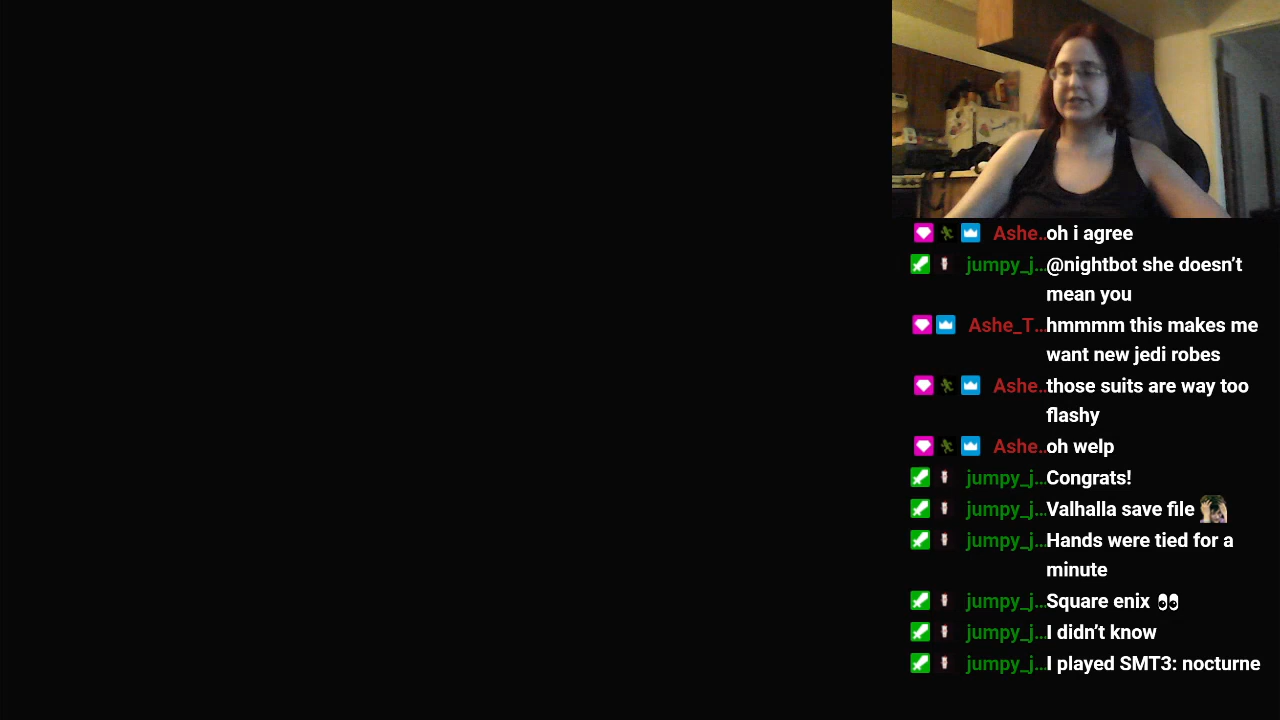 Ashe.. oh i agree
jumpy_j... @nightbot she doesn't
mean you
Ashe_T... hmmmm this makes me
want new jedi robes
Ashe.. those suits are way too
flashy
Ashe.. oh welp
jumpy_j... Congrats!
jumpy_j... Valhalla save file
jumpy_j... Hands were tied for a
minute
jumpy_j... Square enix 👀
jumpy_j... I didn't know
jumpy_j... I played SMT3: nocturne